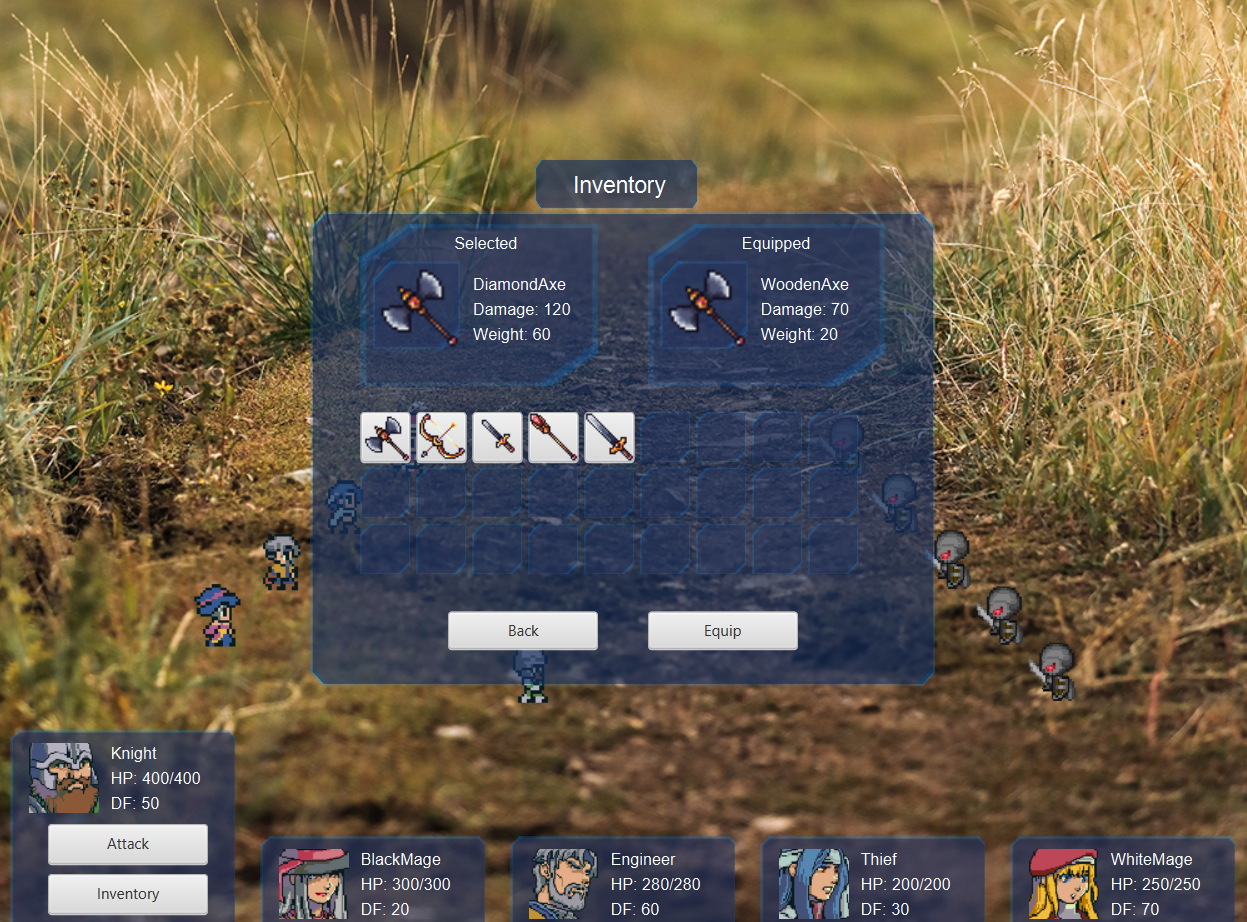 Inventory
Selected
DiamondAxe
Damage: 120
Weight: 60
Equipped
WoodenAxe
Damage: 70
Weight: 20
Back
Equip
Knight
HP: 400/400
DF: 50
Attack
Inventory
BlackMage
HP: 300/300
DF: 20
Engineer
HP: 280/280
DF: 60
Thief
HP: 200/200
DF: 30
WhiteMage
HP: 250/250
DF: 70